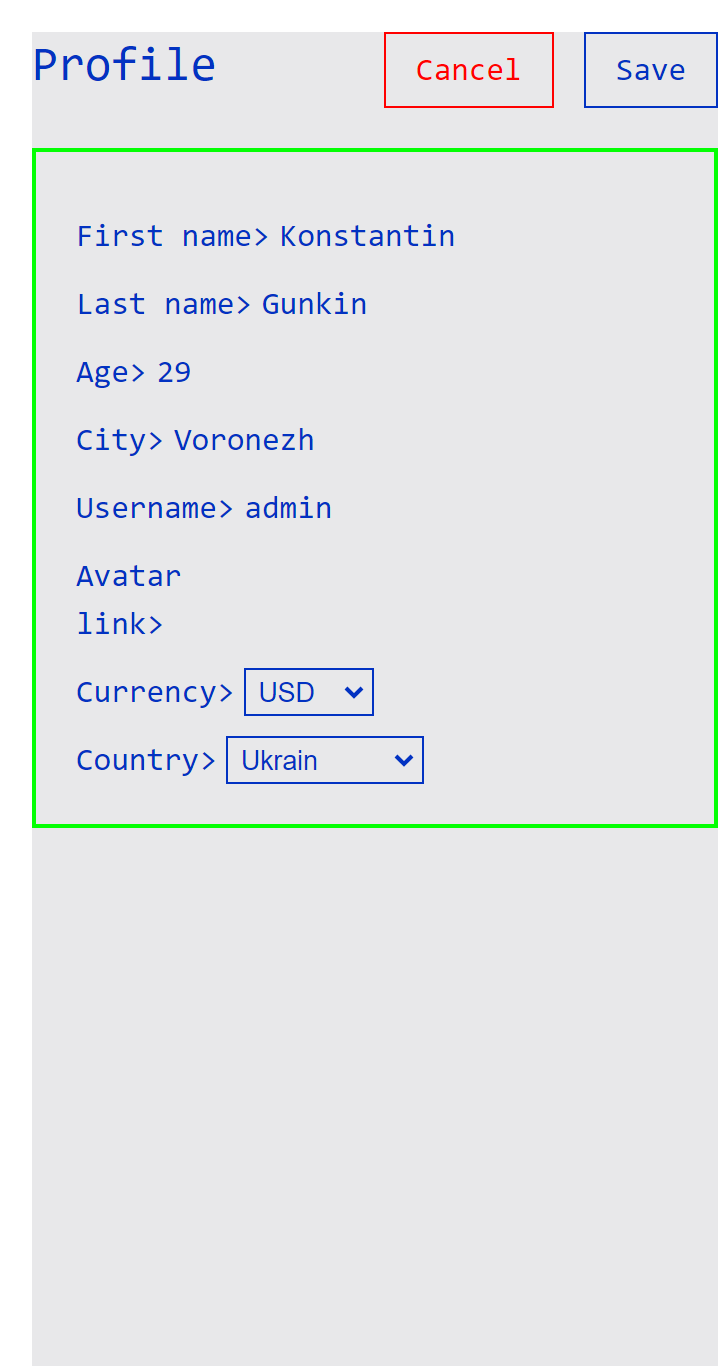 Profile Cancel Save
First name> Konstantin
Last name> Gunkin
Age> 29
City> Voronezh
Username> admin
Avatar
link>
Currency> USD
Country> Ukrain